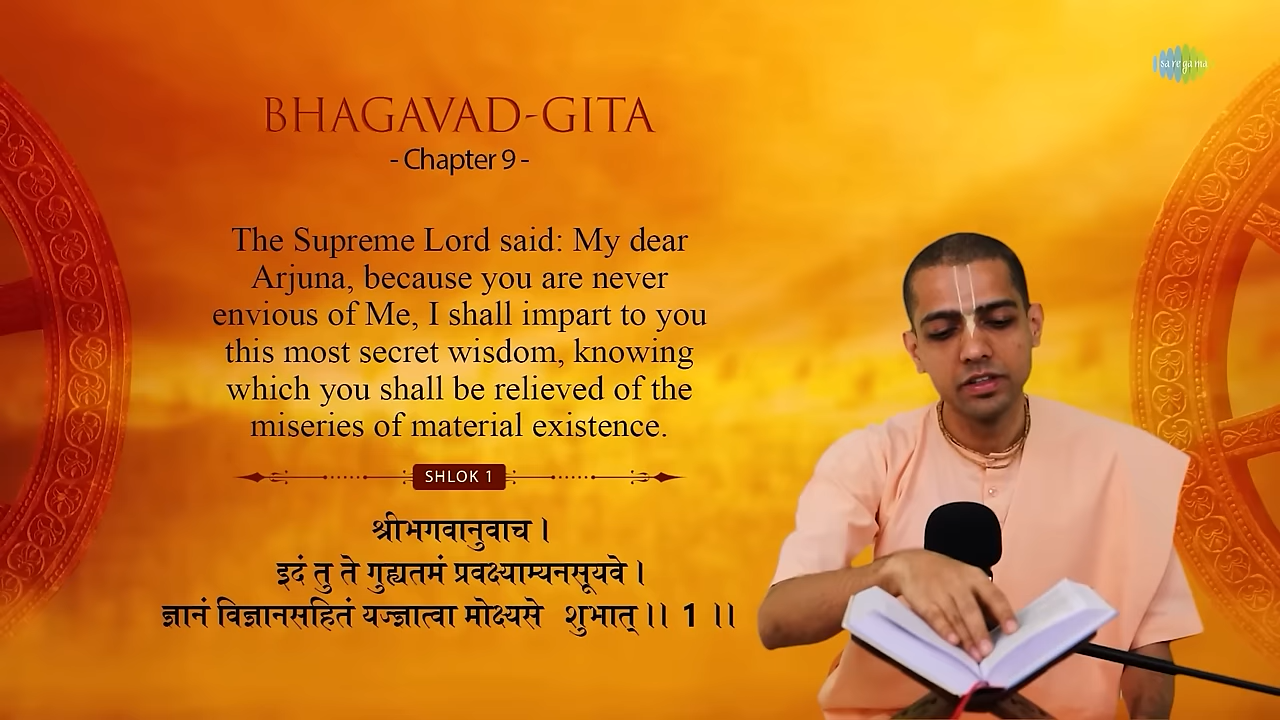 saregama
BHAGAVAD-GITA
- Chapter 9 -
The Supreme Lord said: My dear
Arjuna, because you are never
envious of Me, I shall impart to you
this most secret wisdom, knowing
which you shall be relieved of the
miseries of material existence.
SHLOK 1
श्रीभगवानुवाच ।
इदं तु ते गुह्यतमं प्रवक्ष्याम्यनसूयवे ।
ज्ञानं विज्ञानसहितं यज्ज्ञात्वा मोक्ष्यसे शुभात् ।। 1 ।।